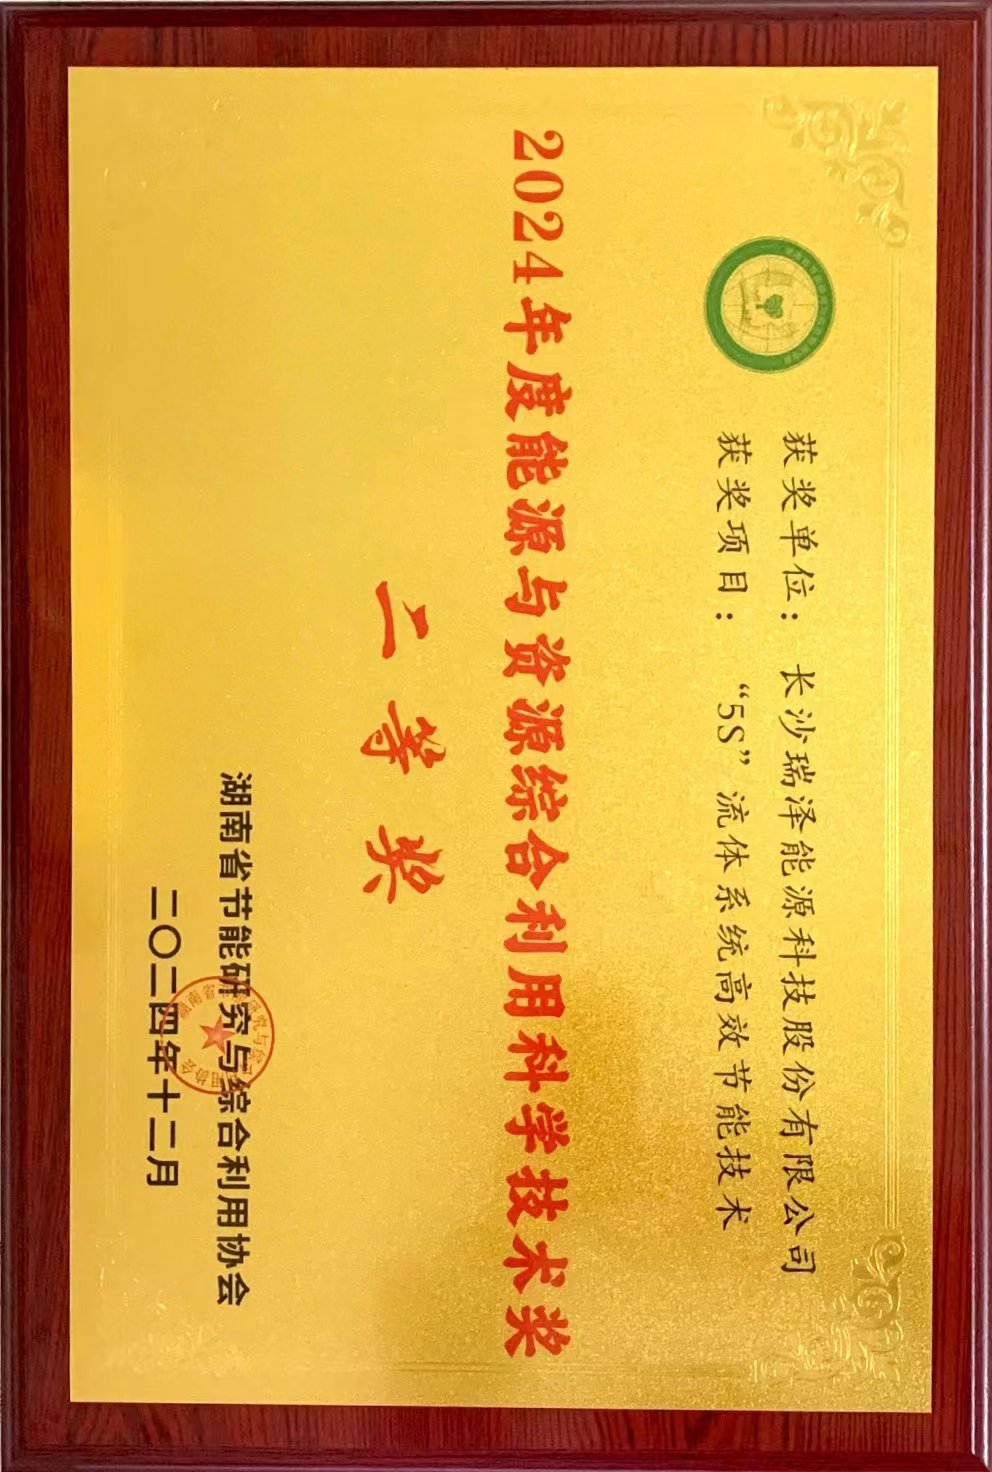 获奖单位：长沙瑞泽能源科技股份有限公司
获奖项目：“5S”流体系统高效节能技术
2024年度能源与资源综合利用科学技术奖
二等奖
湖南省节能研究与综合利用协会
二〇二四年十二月